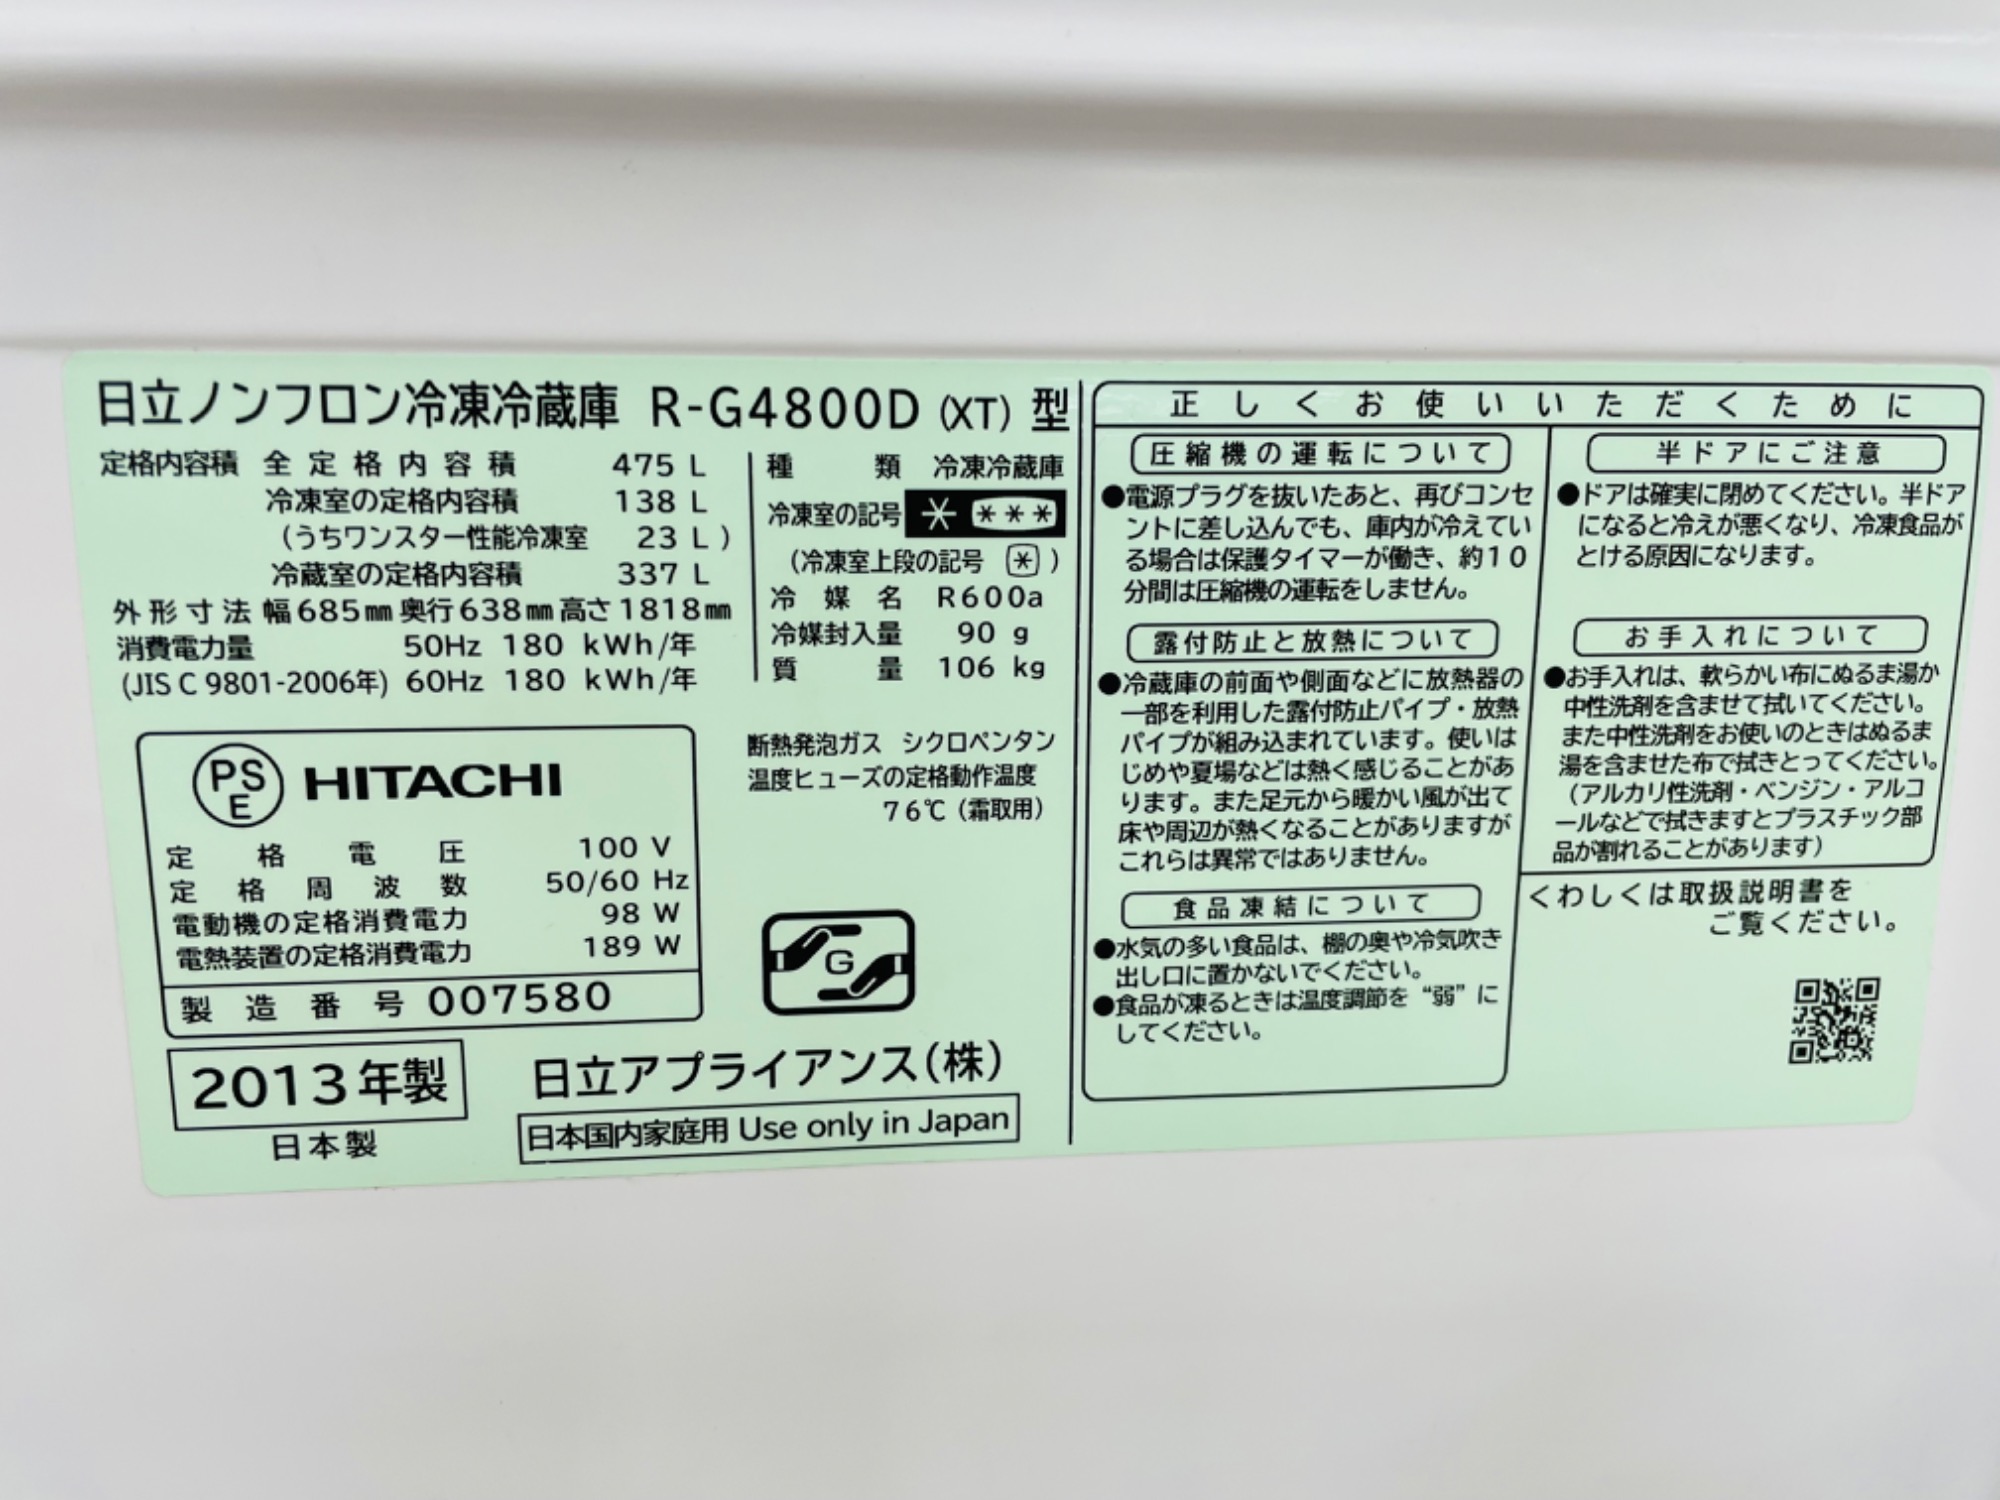 日立ノンフロン冷凍冷蔵庫 R-G4800D (XT) 型
定格内容積 全定格内容積 475 L
冷凍室の定格内容積 138 L
(うちワンスター性能冷凍室 23 L )
冷蔵室の定格内容積 337 L
外形寸法 幅685mm 奥行638mm 高さ1818mm
消費電力量 50Hz 180 kWh/年
(JIS C 9801-2006年) 60Hz 180 kWh/年
種類 冷凍冷蔵庫
冷凍室の記号 * ***
(冷凍室上段の記号 * )
冷媒名 R600a
冷媒封入量 90 g
質量 106 kg
PS
E
HITACHI
定格電圧 100 V
定格周波数 50/60 Hz
電動機の定格消費電力 98 W
電熱装置の定格消費電力 189 W
製造番号 007580
断熱発泡ガス シクロペンタン
温度ヒューズの定格動作温度
76℃(霜取用)
G
2013年製
日本製
日立アプライアンス(株)
日本国内家庭用 Use only in Japan
正しくお使いいただくために
圧縮機の運転について
●電源プラグを抜いたあと、再びコンセ
ントに差し込んでも、庫内が冷えてい
る場合は保護タイマーが働き、約10
分間は圧縮機の運転をしません。
露付防止と放熱について
●冷蔵庫の前面や側面などに放熱器の
一部を利用した露付防止パイプ・放熱
パイプが組み込まれています。使いは
じめや夏場などは熱く感じることがあ
ります。また足元から暖かい風が出て
床や周辺が熱くなることがありますが
これらは異常ではありません。
食品凍結について
●水気の多い食品は、棚の奥や冷気吹き
出し口に置かないでください。
●食品が凍るときは温度調節を“弱”に
してください。
半ドアにご注意
●ドアは確実に閉めてください。半ドア
になると冷えが悪くなり、冷凍食品が
とける原因になります。
お手入れについて
●お手入れは、軟らかい布にぬるま湯か
中性洗剤を含ませて拭いてください。
また中性洗剤をお使いのときはぬるま
湯を含ませた布で拭きとってください。
(アルカリ性洗剤・ベンジン・アルコ
ールなどで拭きますとプラスチック部
品が割れることがあります)
くわしくは取扱説明書を
ご覧ください。